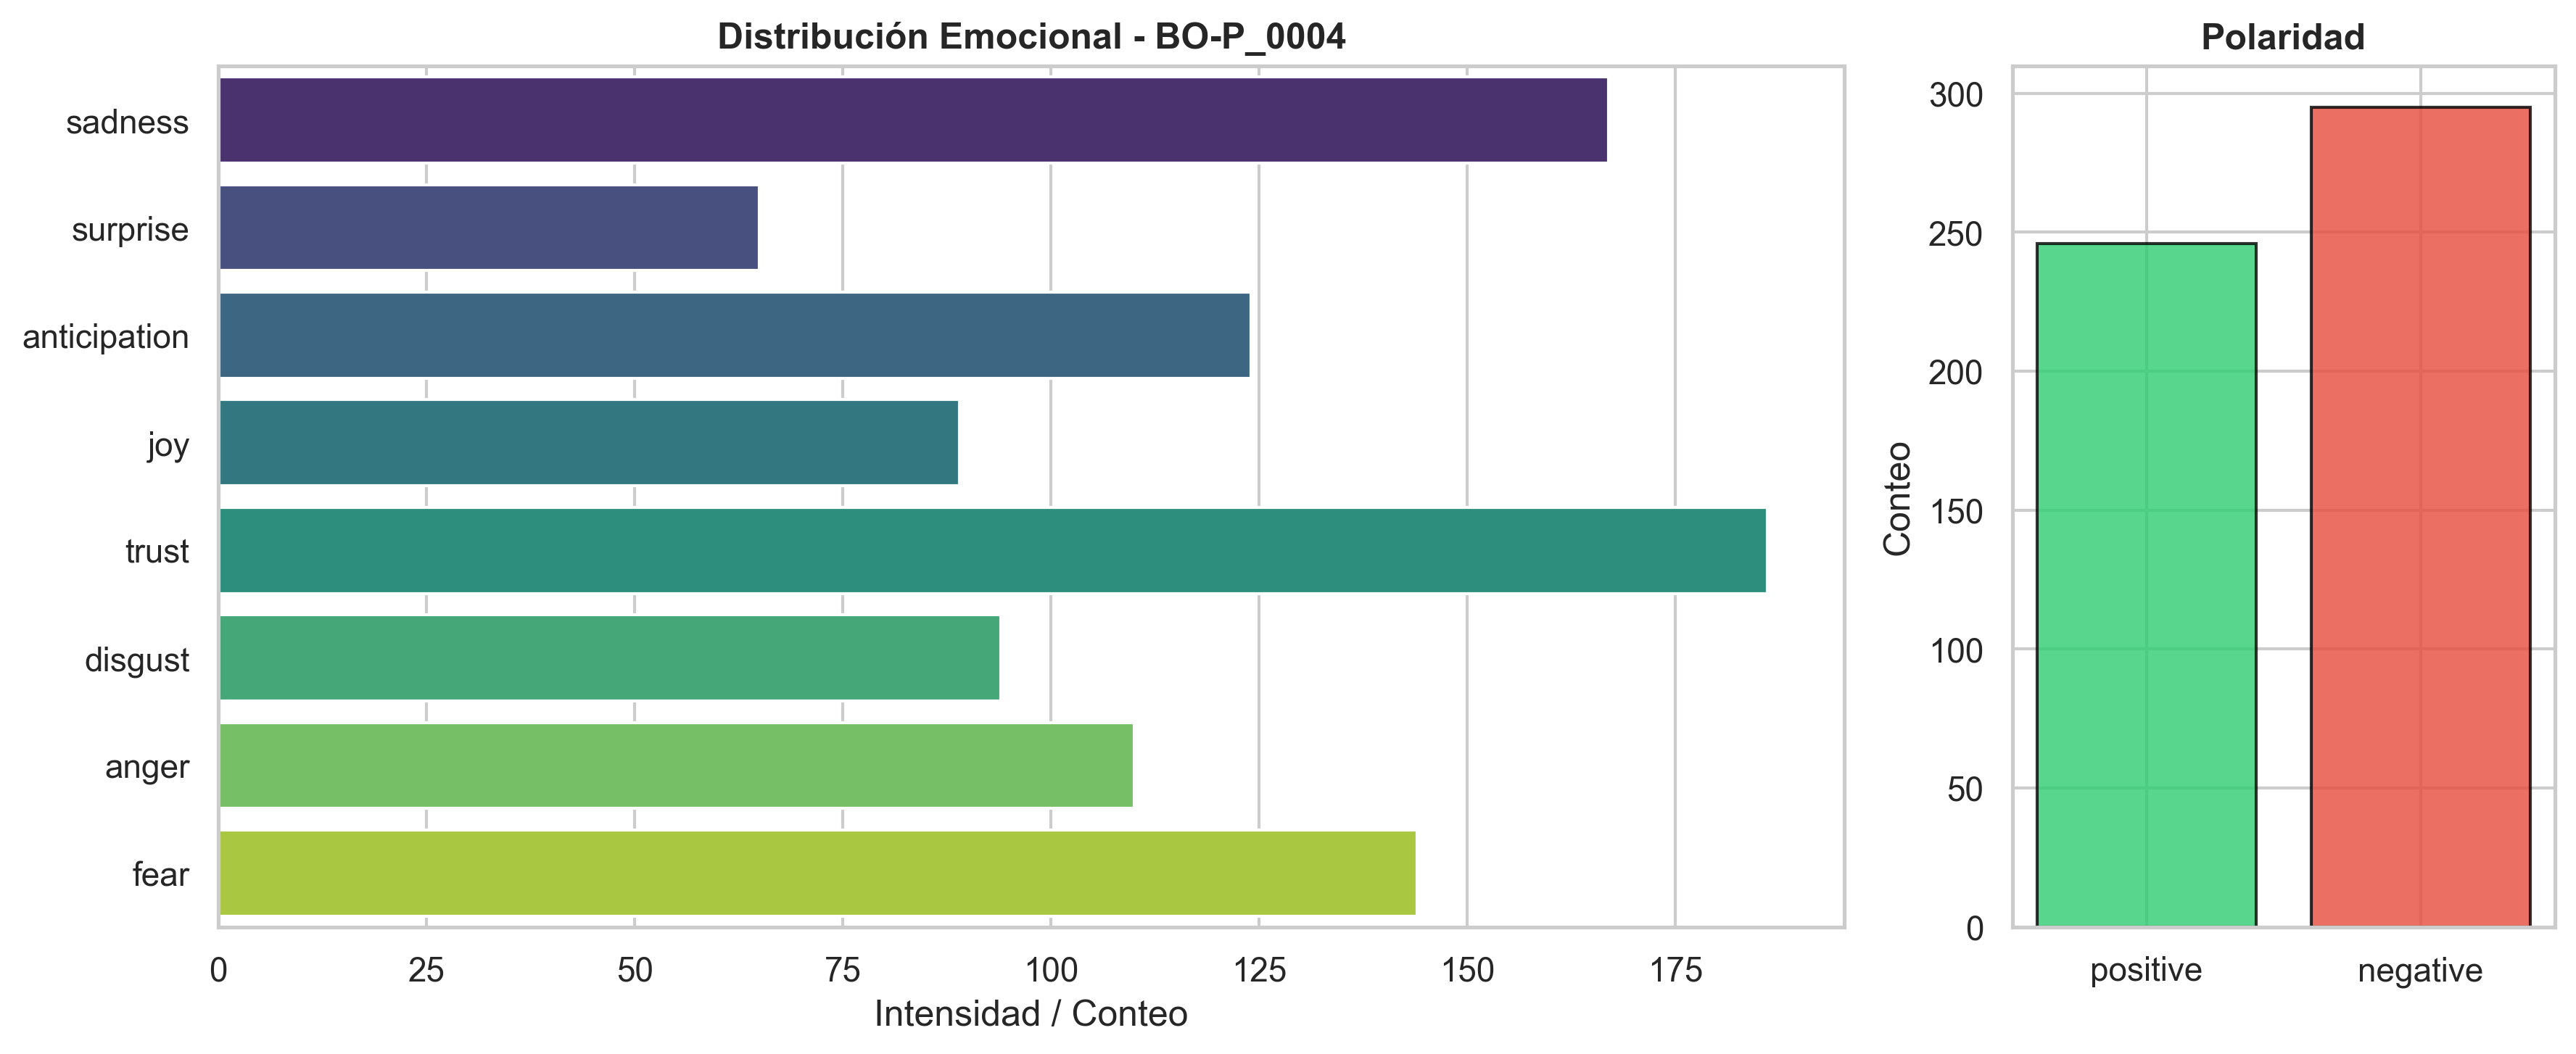 Distribución Emocional - BO-P_0004
sadness
surprise
anticipation
joy
trust
disgust
anger
fear
0 25 50 75 100 125 150 175
Intensidad / Conteo
Polaridad
Conteo
300
250
200
150
100
50
0
positive negative